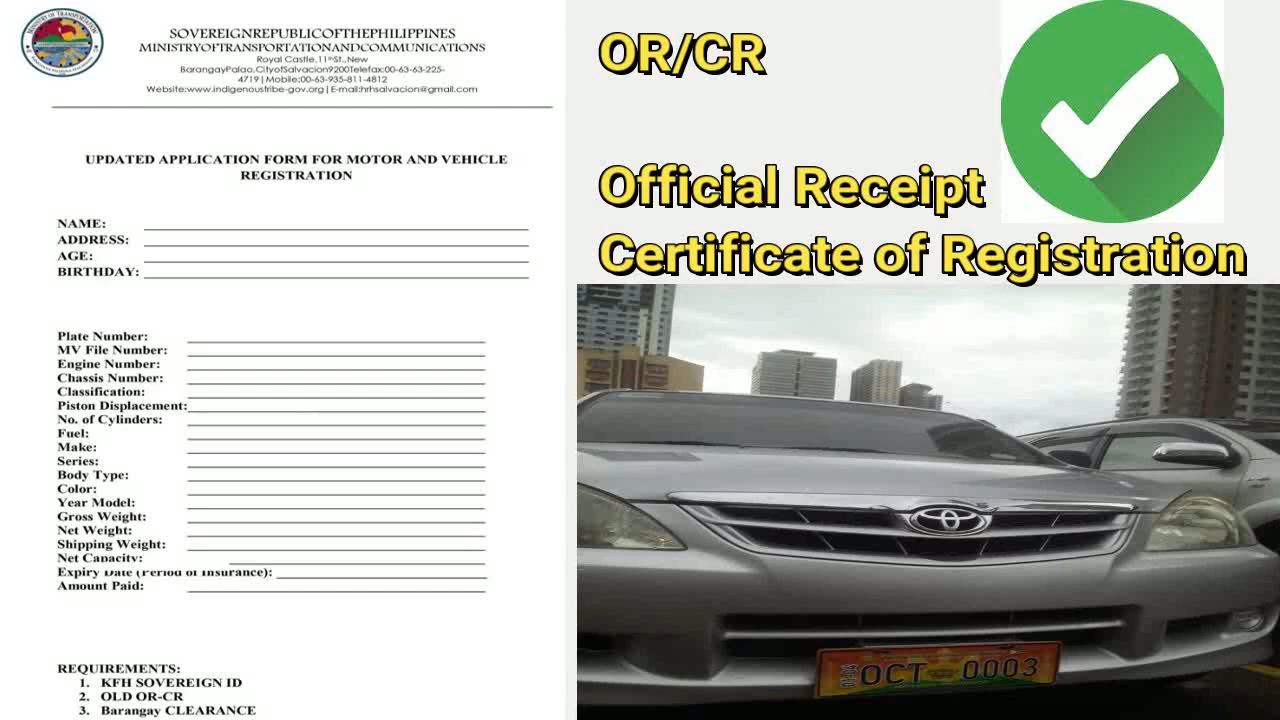 SOVEREIGNREPUBLICOFTHEPHILIPPINES
MINISTRYOFTRANSPORTATIONANDCOMMUNICATIONS
Royal Castle,11thSt.,New
BarangayPalao,CityofSalvacion9200Telefax:00-63-63-225-
4719|Mobile:00-63-935-811-4812
Website:www.indigenoustribe-gov.org|E-mail:hrhsalvacion@gmail.com
UPDATED APPLICATION FORM FOR MOTOR AND VEHICLE
REGISTRATION
NAME:
ADDRESS:
AGE:
BIRTHDAY:
Plate Number:
MV File Number:
Engine Number:
Chassis Number:
Classification:
Piston Displacement:
No. of Cylinders:
Fuel:
Make:
Series:
Body Type:
Color:
Year Model:
Gross Weight:
Net Weight:
Shipping Weight:
Net Capacity:
Expiry Date (Period of Insurance):
Amount Paid:
REQUIREMENTS:
1. KFH SOVEREIGN ID
2. OLD OR-CR
3. Barangay CLEARANCE
OR/CR
Official Receipt
Certificate of Registration
OCT 0003